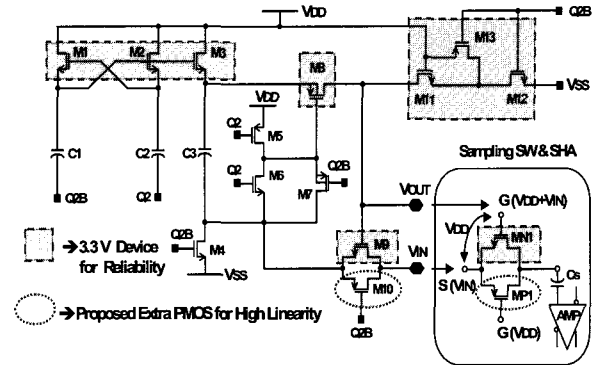 VDD
Q2B
M1
M2
M3
M13
M8
VSS
M11
M12
VDD
Q2
M5
C1
C2
C3
Q2
M6
Q2B
M7
Sampling SW & SHA
Q2B
Q2
VOUT
G (VDD+VIN)
VDD
Q2B
M4
M9
VIN
MN1
→ 3.3 V Device
for Reliability
VSS
M10
S (VIN)
MP1
Cs
AMP
→ Proposed Extra PMOS for High Linearity
Q2B
G (VDD)